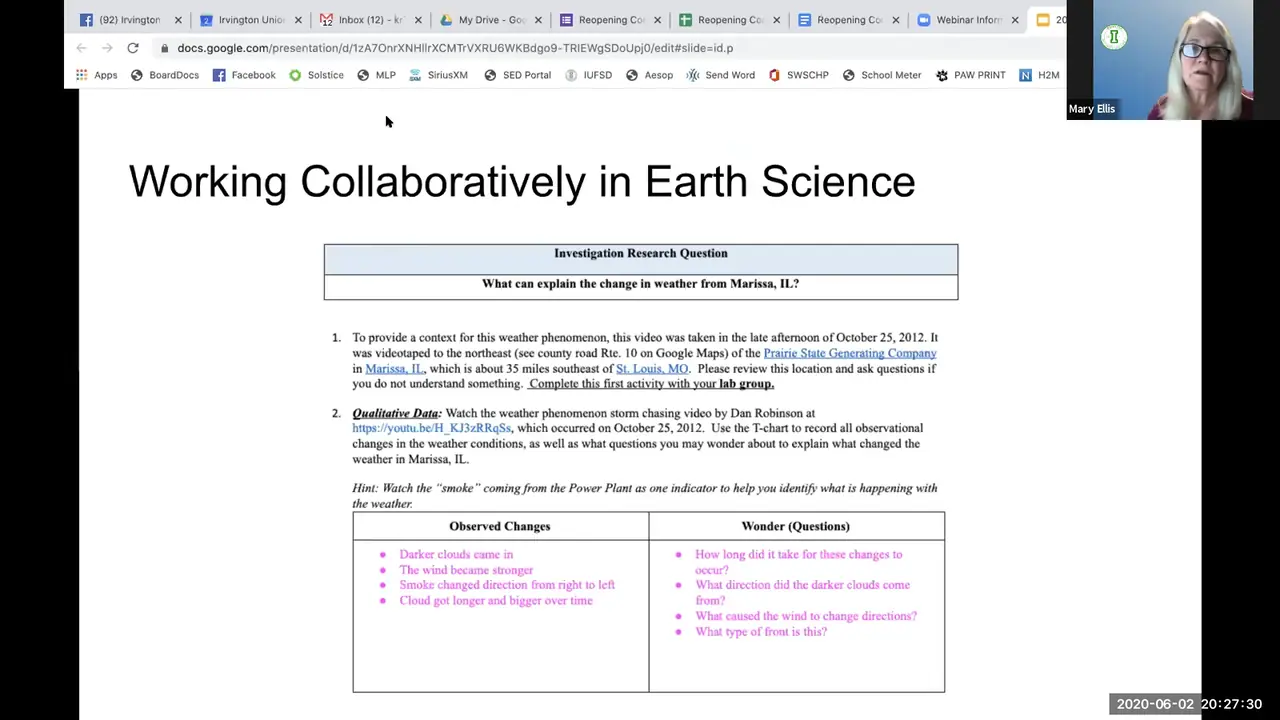 (92) Irvington
Irvington Union
Inbox (12) - kr
My Drive - Goo
Reopening Co
Reopening Co
Reopening Co
Webinar Inform
20
docs.google.com/presentation/d/1zA7OnrXNHllrXCMTrVXRU6WKBdgo9-TRIEWgSDoUpj0/edit#slide=id.p
Apps
BoardDocs
Facebook
Solstice
MLP
SiriusXM
SED Portal
IUFSD
Aesop
Send Word
SWSCHP
School Meter
PAW PRINT
H2M
Mary Ellis
Working Collaboratively in Earth Science
Investigation Research Question
What can explain the change in weather from Marissa, IL?
1. To provide a context for this weather phenomenon, this video was taken in the late afternoon of October 25, 2012. It
was videotaped to the northeast (see county road Rte. 10 on Google Maps) of the Prairie State Generating Company
in Marissa, IL, which is about 35 miles southeast of St. Louis, MO. Please review this location and ask questions if
you do not understand something. Complete this first activity with your lab group.
2. Qualitative Data: Watch the weather phenomenon storm chasing video by Dan Robinson at
https://youtu.be/H_KJ3zRRqSs, which occurred on October 25, 2012. Use the T-chart to record all observational
changes in the weather conditions, as well as what questions you may wonder about to explain what changed the
weather in Marissa, IL.
Hint: Watch the “smoke” coming from the Power Plant as one indicator to help you identify what is happening with
the weather.
Observed Changes
● Darker clouds came in
● The wind became stronger
● Smoke changed direction from right to left
● Cloud got longer and bigger over time
Wonder (Questions)
● How long did it take for these changes to
occur?
● What direction did the darker clouds come
from?
● What caused the wind to change directions?
● What type of front is this?
2020-06-02 20:27:30